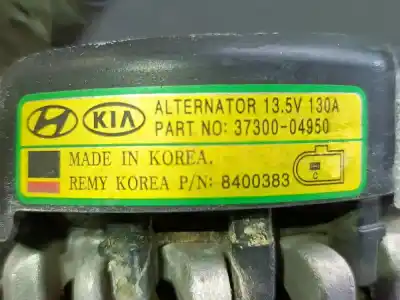 KIA
ALTERNATOR 13.5V 130A
PART NO: 37300-04950
MADE IN KOREA.
REMY KOREA P/N: 8400383
C